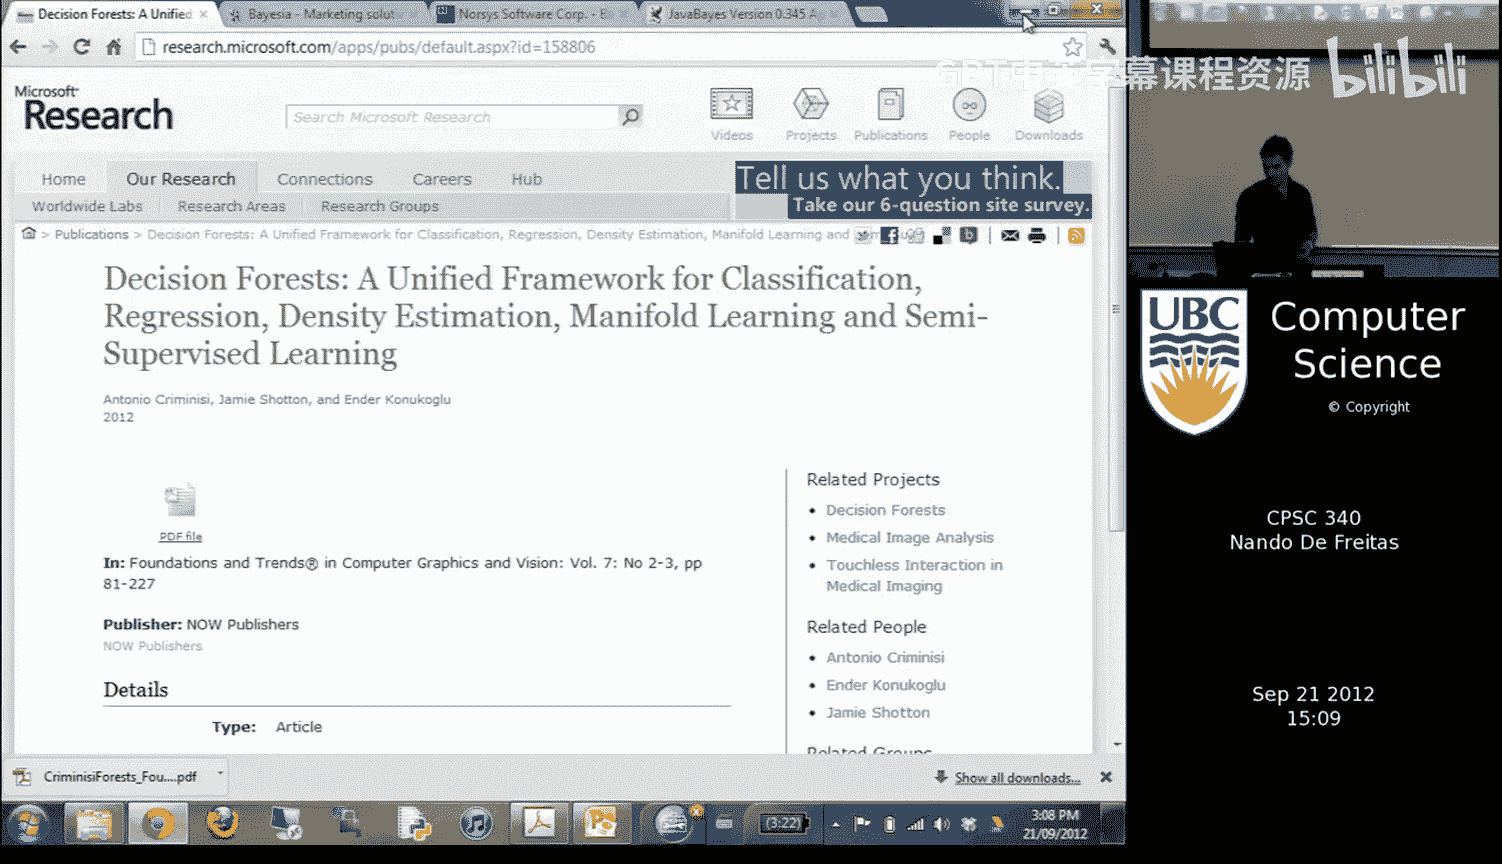 Decision Forests: A Unified
Bayesia - Marketing solut
Norsys Software Corp. - B
JavaBayes Version 0.345 A
research.microsoft.com/apps/pubs/default.aspx?id=158806
字幕课程资源 bilibili
Microsoft®
Research
Search Microsoft Research
Videos
Projects
Publications
People
Downloads
Home
Our Research
Connections
Careers
Hub
Tell us what you think.
Take our 6-question site survey.
Worldwide Labs
Research Areas
Research Groups
> Publications > Decision Forests: A Unified Framework for Classification, Regression, Density Estimation, Manifold Learning and
Decision Forests: A Unified Framework for Classification,
Regression, Density Estimation, Manifold Learning and Semi-
Supervised Learning
Antonio Criminisi, Jamie Shotton, and Ender Konukoglu
2012
PDF file
In: Foundations and Trends® in Computer Graphics and Vision: Vol. 7: No 2-3, pp
81-227
Publisher: NOW Publishers
NOW Publishers
Details
Type: Article
Related Projects
• Decision Forests
• Medical Image Analysis
• Touchless Interaction in
Medical Imaging
Related People
• Antonio Criminisi
• Ender Konukoglu
• Jamie Shotton
Related Groups
CriminisiForests_Fou....pdf
Show all downloads...
(3:22)
3:08 PM
21/09/2012
UBC
Computer
Science
© Copyright
CPSC 340
Nando De Freitas
Sep 21 2012
15:09